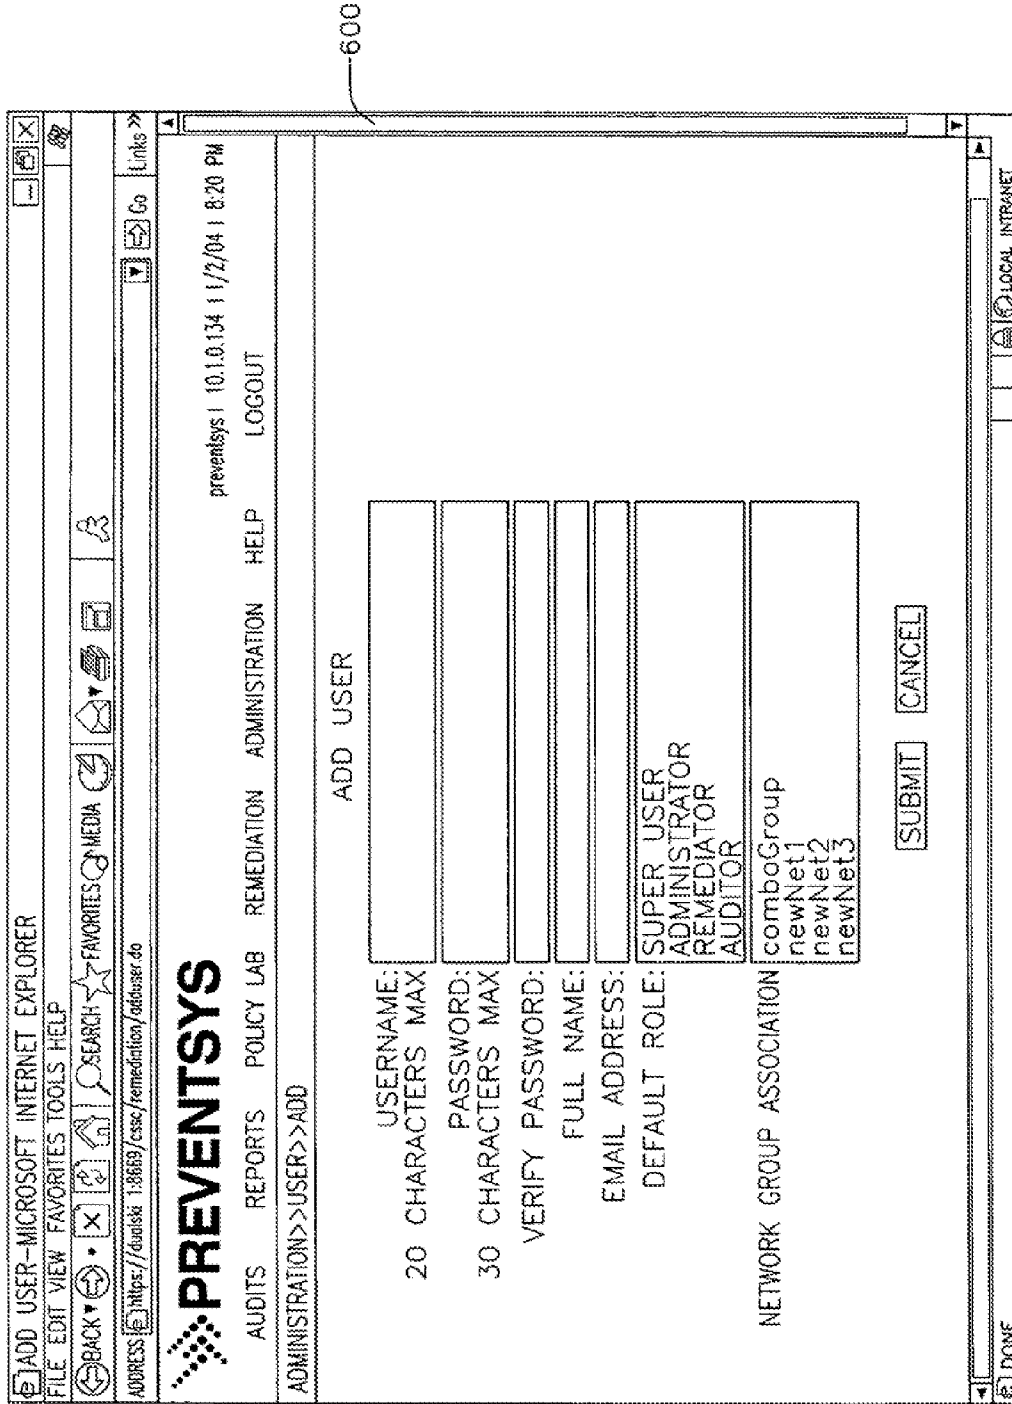 600
ADD USER-MICROSOFT INTERNET EXPLORER
FILE EDIT VIEW FAVORITES TOOLS HELP
BACK SEARCH FAVORITES MEDIA
ADDRESS https://dualski 1:8669/cssc/remediation/adduser.do Go Links »
PREVENTSYS
preventsys | 10.1.0.134 | 1/2/04 | 8:20 PM
AUDITS REPORTS POLICY LAB REMEDIATION ADMINISTRATION HELP LOGOUT
ADMINISTRATION>>USER>>ADD
ADD USER
USERNAME:
20 CHARACTERS MAX
PASSWORD:
30 CHARACTERS MAX
VERIFY PASSWORD:
FULL NAME:
EMAIL ADDRESS:
DEFAULT ROLE: SUPER USER
ADMINISTRATOR
REMEDIATOR
AUDITOR
NETWORK GROUP ASSOCIATION comboGroup
newNet1
newNet2
newNet3
SUBMIT CANCEL
DONE LOCAL INTRANET